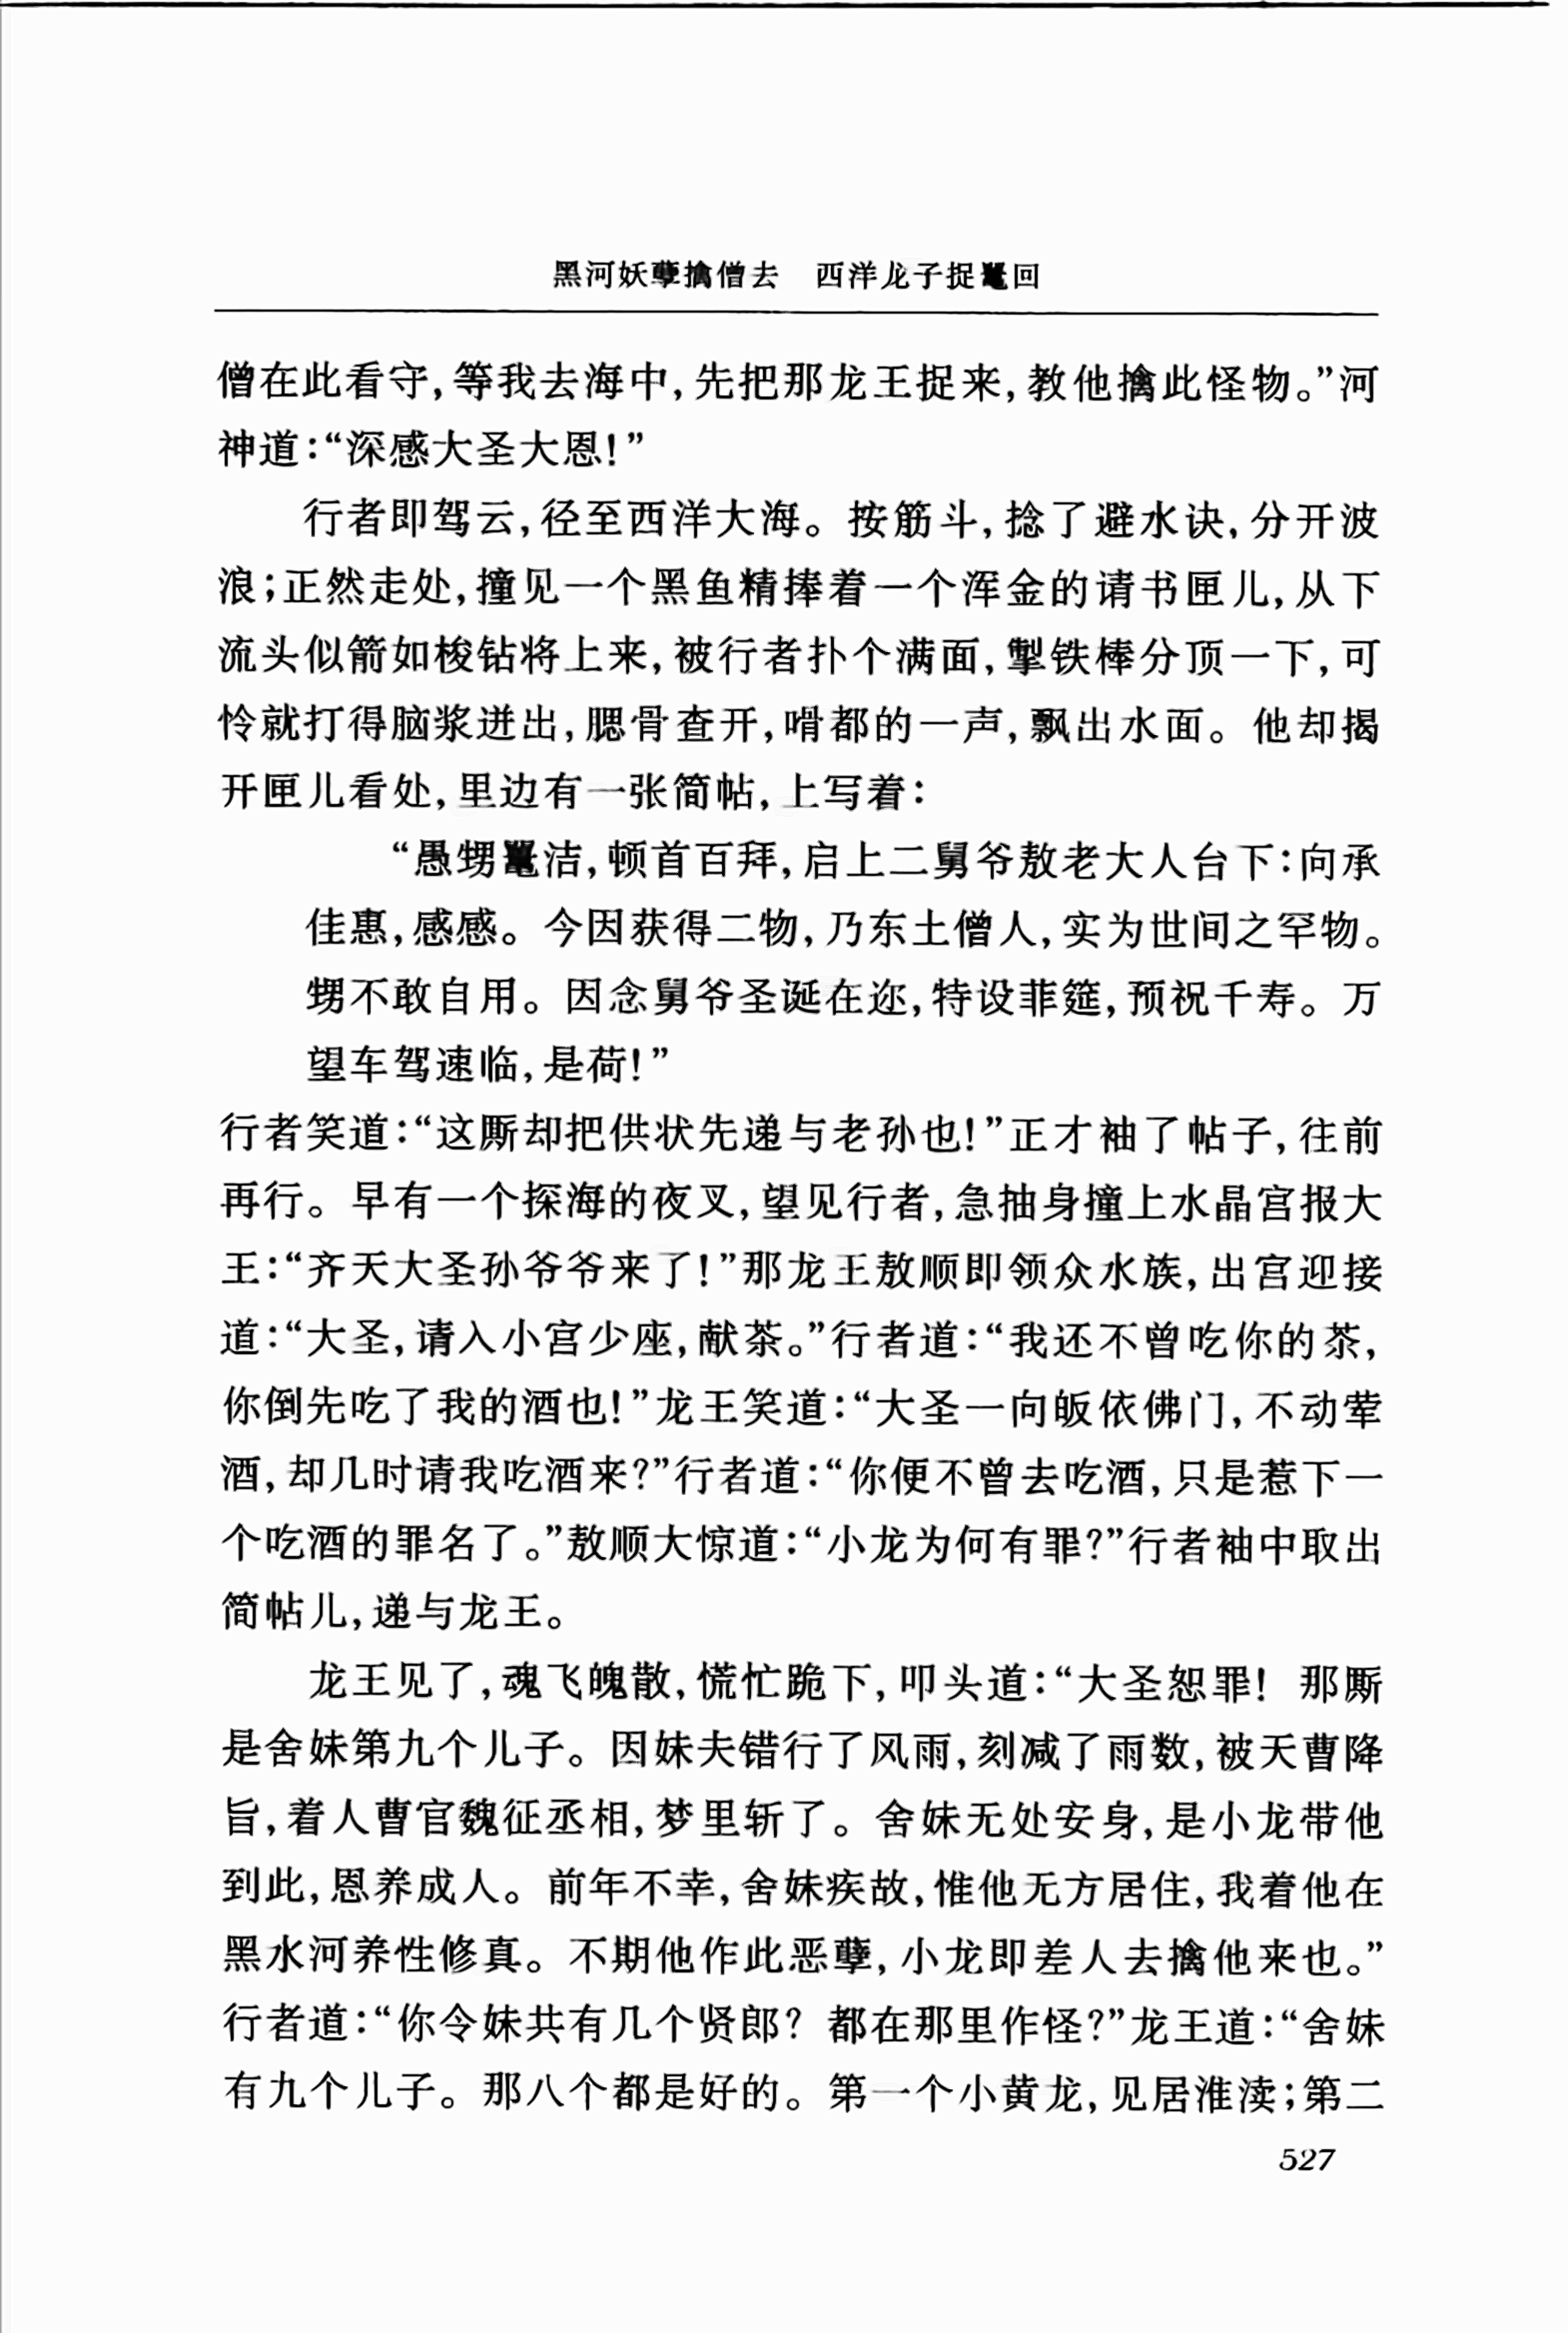 黑河妖孽擒僧去　西洋龙子捉鼍回
僧在此看守,等我去海中,先把那龙王捉来,教他擒此怪物。”河
神道:“深感大圣大恩!”
行者即驾云,径至西洋大海。按筋斗,捻了避水诀,分开波
浪;正然走处,撞见一个黑鱼精捧着一个浑金的请书匣儿,从下
流头似箭如梭钻将上来,被行者扑个满面,掣铁棒分顶一下,可
怜就打得脑浆迸出,腮骨查开,嗗都的一声,飘出水面。他却揭
开匣儿看处,里边有一张简帖,上写着:
“愚甥鼍洁,顿首百拜,启上二舅爷敖老大人台下:向承
佳惠,感感。今因获得二物,乃东土僧人,实为世间之罕物。
甥不敢自用。因念舅爷圣诞在迩,特设菲筵,预祝千寿。万
望车驾速临,是荷!”
行者笑道:“这厮却把供状先递与老孙也!”正才袖了帖子,往前
再行。早有一个探海的夜叉,望见行者,急抽身撞上水晶宫报大
王:“齐天大圣孙爷爷来了!”那龙王敖顺即领众水族,出宫迎接
道:“大圣,请入小宫少座,献茶。”行者道:“我还不曾吃你的茶,
你倒先吃了我的酒也!”龙王笑道:“大圣一向皈依佛门,不动荤
酒,却几时请我吃酒来?”行者道:“你便不曾去吃酒,只是惹下一
个吃酒的罪名了。”敖顺大惊道:“小龙为何有罪?”行者袖中取出
简帖儿,递与龙王。
龙王见了,魂飞魄散,慌忙跪下,叩头道:“大圣恕罪! 那厮
是舍妹第九个儿子。因妹夫错行了风雨,刻减了雨数,被天曹降
旨,着人曹官魏征丞相,梦里斩了。舍妹无处安身,是小龙带他
到此,恩养成人。前年不幸,舍妹疾故,惟他无方居住,我着他在
黑水河养性修真。不期他作此恶孽,小龙即差人去擒他来也。”
行者道:“你令妹共有几个贤郎? 都在那里作怪?”龙王道:“舍妹
有九个儿子。那八个都是好的。第一个小黄龙,见居淮渎;第二
527